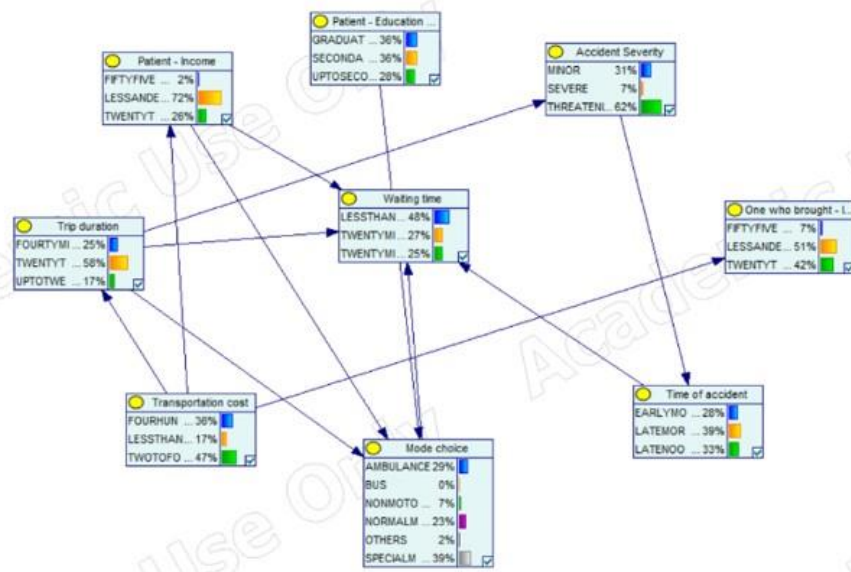 Patient - Education ...
GRADUAT ... 36%
SECONDA ... 36%
UPTOSECO... 28%
Patient - Income
FIFTYFIVE ... 2%
LESSANDE... 72%
TWENTYT ... 26%
Accident Severity
MINOR 31%
SEVERE 7%
THREATENI... 62%
Waiting time
LESSTHAN... 48%
TWENTYMI ... 27%
TWENTYMI ... 25%
One who brought - I...
FIFTYFIVE ... 7%
LESSANDE... 51%
TWENTYT ... 42%
Trip duration
FOURTYMI ... 25%
TWENTYT ... 58%
UPTOTWE ... 17%
Transportation cost
FOURHUN ... 36%
LESSTHAN... 17%
TWOTOFO ... 47%
Time of accident
EARLYMO ... 28%
LATEMOR ... 39%
LATENOO ... 33%
Mode choice
AMBULANCE 29%
BUS 0%
NONMOTO ... 7%
NORMALM ... 23%
OTHERS 2%
SPECIALM ... 39%
Academic Use Only